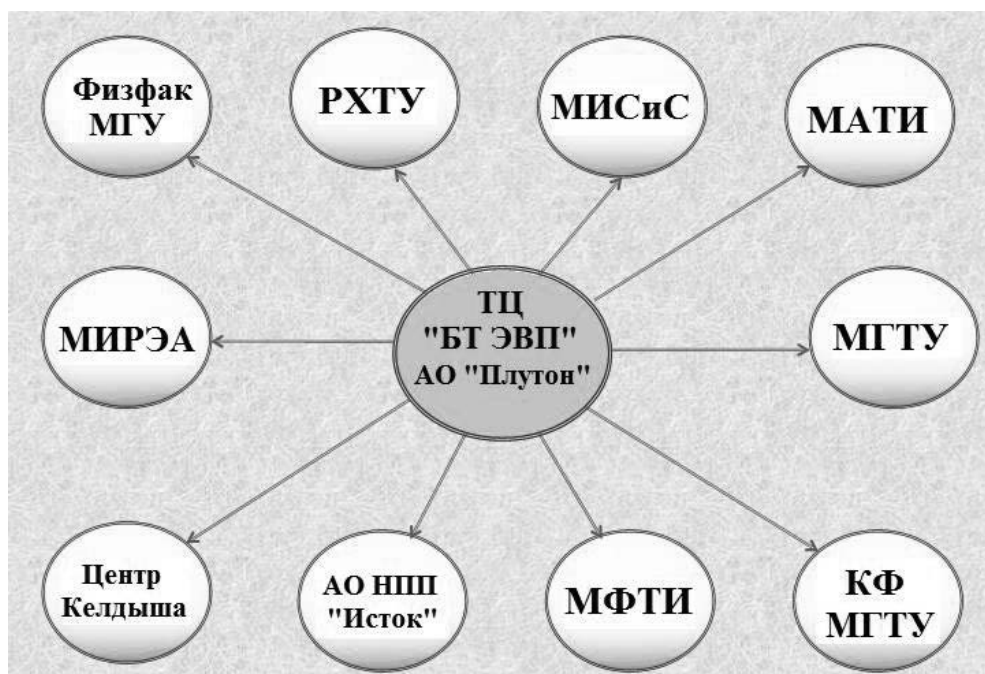 Физфак
МГУ
РХТУ
МИСиС
МАТИ
МИРЭА
ТЦ
"БТ ЭВП"
АО "Плутон"
МГТУ
Центр
Келдыша
АО НПП
"Исток"
МФТИ
КФ
МГТУ